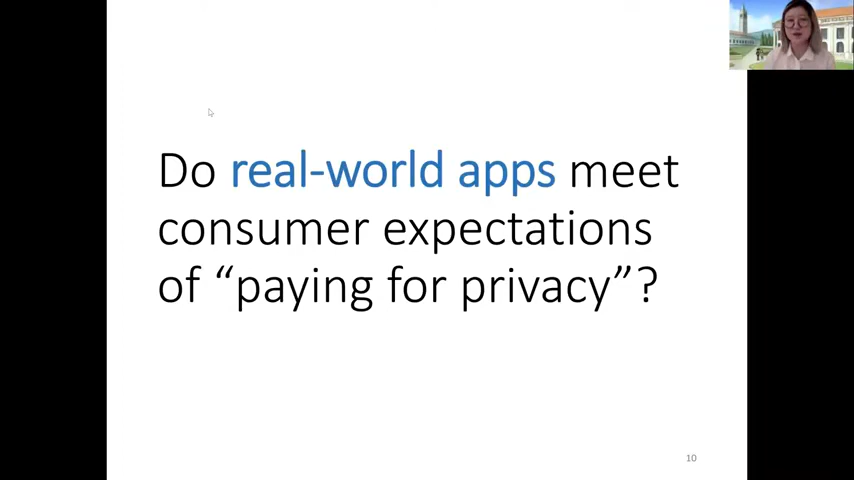 Do real-world apps meet
consumer expectations
of “paying for privacy”?
10